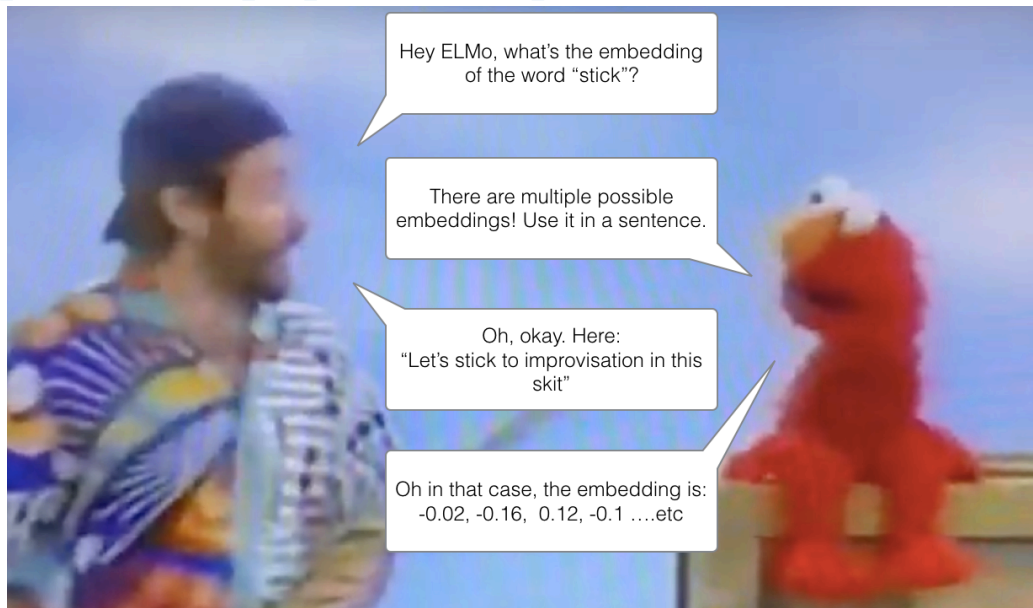 Hey ELMo, what's the embedding
of the word “stick”?
There are multiple possible
embeddings! Use it in a sentence.
Oh, okay. Here:
“Let's stick to improvisation in this
skit”
Oh in that case, the embedding is:
-0.02, -0.16, 0.12, -0.1 ….etc